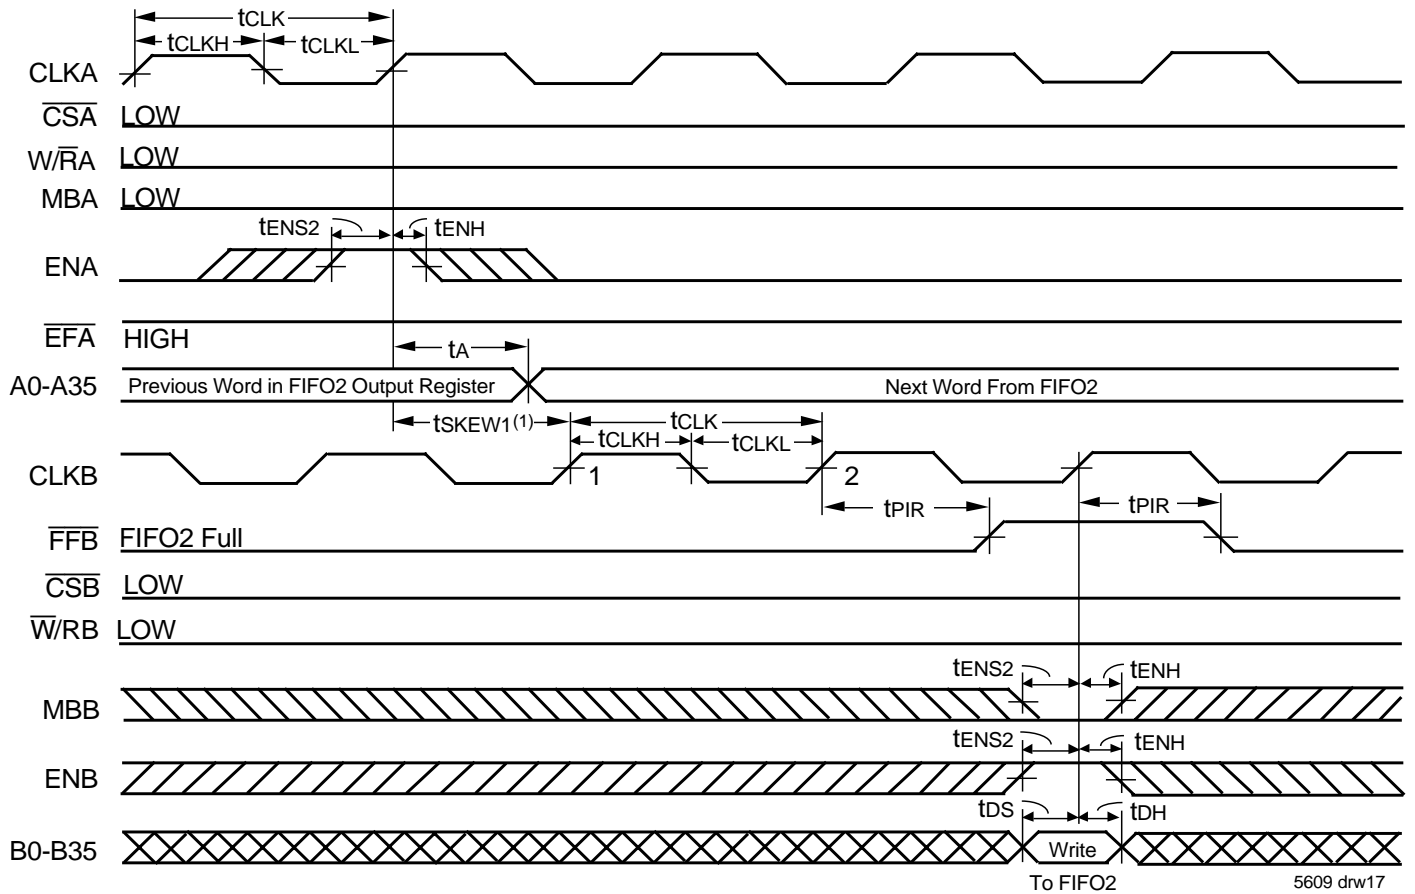 tCLK
tCLKH tCLKL
CLKA
CSA LOW
W/RA LOW
MBA LOW
tENS2 tENH
ENA
EFA HIGH
tA
A0-A35 Previous Word in FIFO2 Output Register Next Word From FIFO2
tSKEW1(1) tCLK
tCLKH tCLKL
CLKB 1 2
tPIR tPIR
FFB FIFO2 Full
CSB LOW
W/RB LOW
tENS2 tENH
MBB
tENS2 tENH
ENB
tDS tDH
B0-B35 Write
To FIFO2 5609 drw17